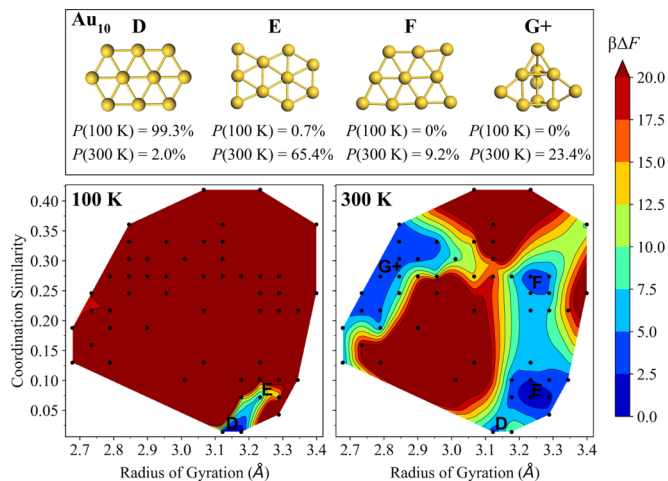 Au10 D E F G+
P(100 K) = 99.3% P(100 K) = 0.7% P(100 K) = 0% P(100 K) = 0%
P(300 K) = 2.0% P(300 K) = 65.4% P(300 K) = 9.2% P(300 K) = 23.4%
βΔF
20.0
17.5
15.0
12.5
10.0
7.5
5.0
2.5
0.0
100 K
Coordination Similarity
0.40
0.35
0.30
0.25
0.20
0.15
0.10
0.05
E
D
2.7 2.8 2.9 3.0 3.1 3.2 3.3 3.4
Radius of Gyration (Å)
300 K
G+
F
E
D
2.7 2.8 2.9 3.0 3.1 3.2 3.3 3.4
Radius of Gyration (Å)